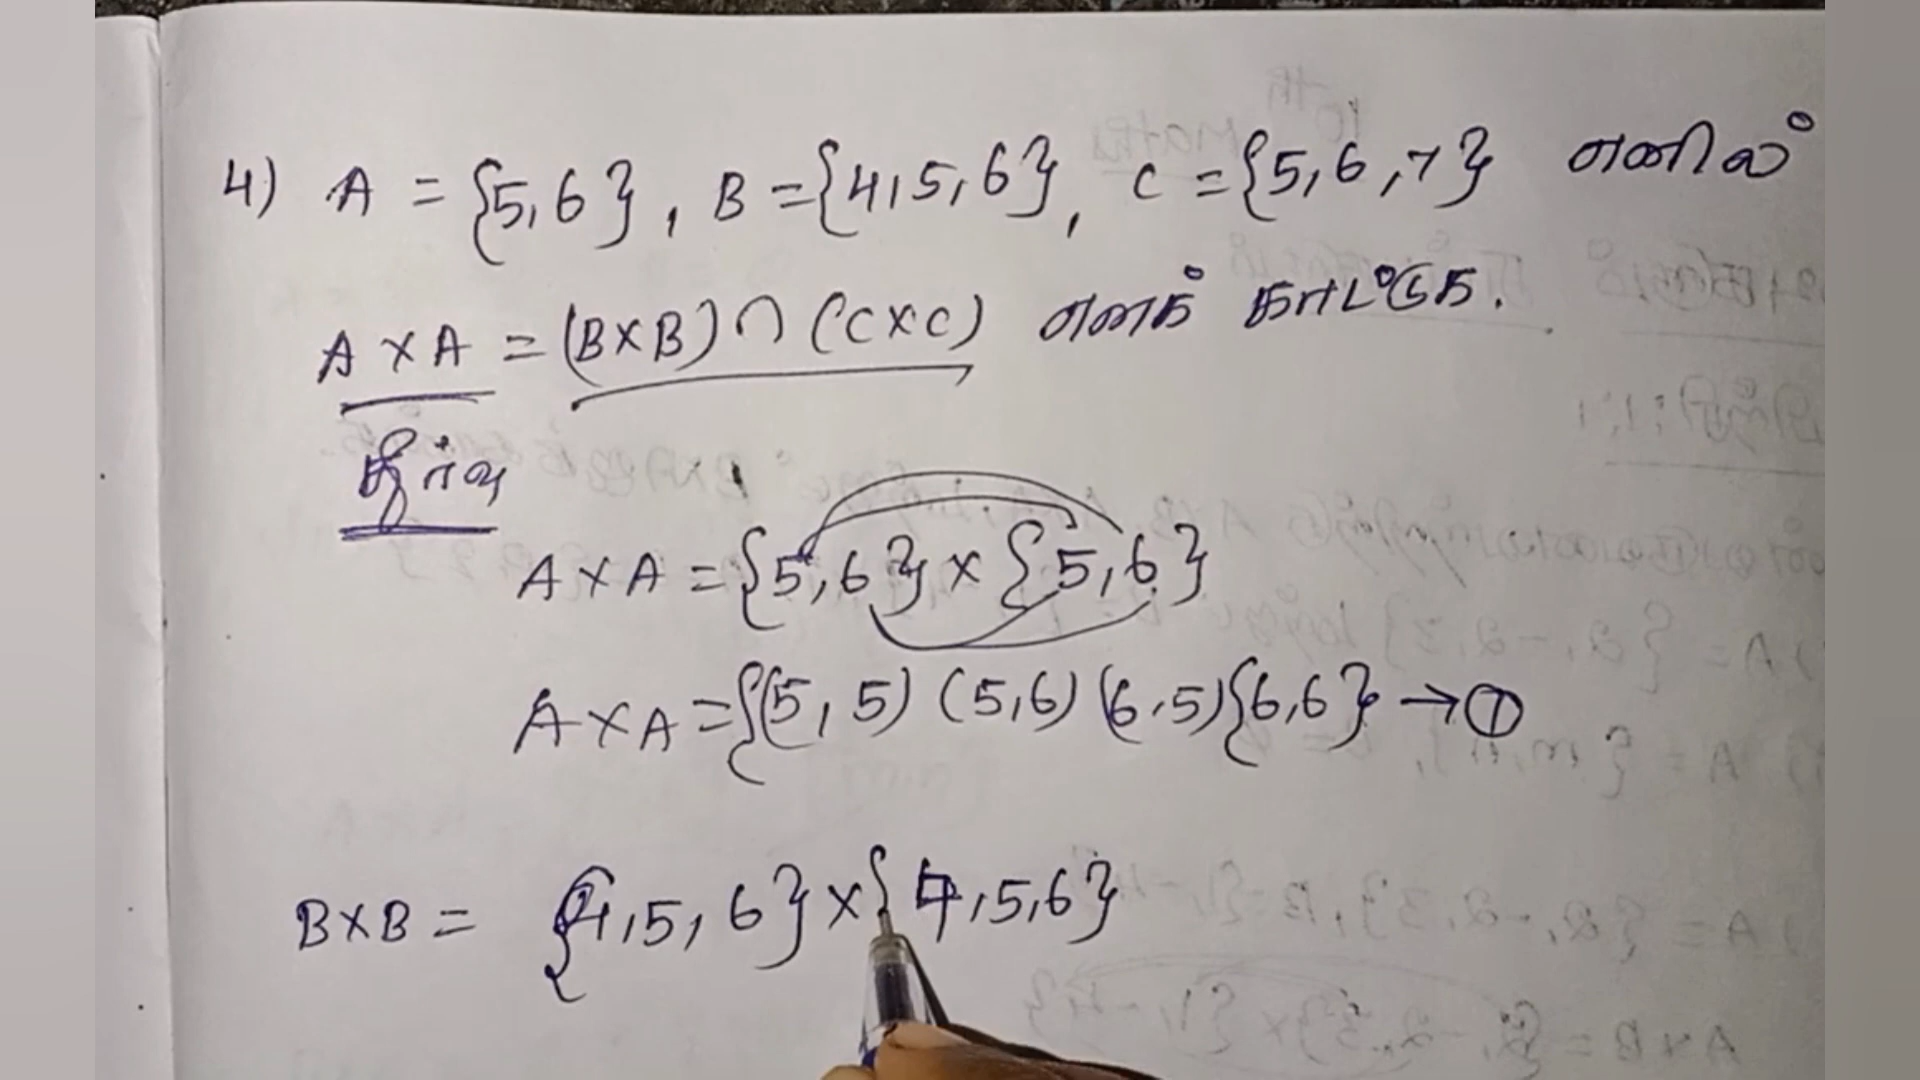 4) A = {5,6}, B = {4,5,6}, C = {5,6,7} எனில்
A X A = (B X B) ∩ (C X C) எனக் காட்டுக.
தீர்வு
A X A = {5,6} X {5,6}
A X A = {(5,5) (5,6) (6,5){6,6} → ①
B X B = {4,5,6} X { 4,5,6}